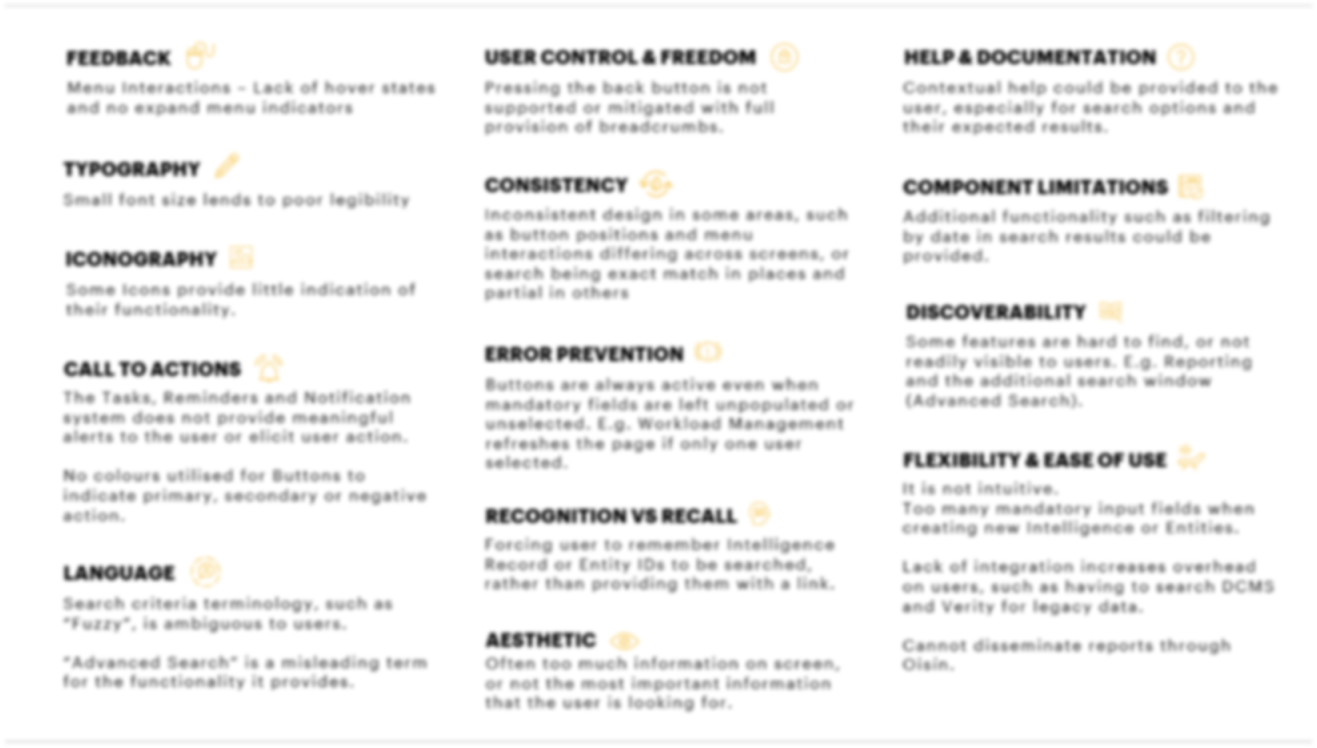 FEEDBACK
Menu Interactions – Lack of hover states
and no expand menu indicators
TYPOGRAPHY
Small font size lends to poor legibility
ICONOGRAPHY
Some Icons provide little indication of
their functionality.
CALL TO ACTIONS
The Tasks, Reminders and Notification
system does not provide meaningful
alerts to the user or elicit user action.
No colours utilised for Buttons to
indicate primary, secondary or negative
action.
LANGUAGE
Search criteria terminology, such as
“Fuzzy”, is ambiguous to users.
“Advanced Search” is a misleading term
for the functionality it provides.
USER CONTROL & FREEDOM
Pressing the back button is not
supported or mitigated with full
provision of breadcrumbs.
CONSISTENCY
Inconsistent design in some areas, such
as button positions and menu
interactions differing across screens, or
search being exact match in places and
partial in others
ERROR PREVENTION
Buttons are always active even when
mandatory fields are left unpopulated or
unselected. E.g. Workload Management
refreshes the page if only one user
selected.
RECOGNITION VS RECALL
Forcing user to remember Intelligence
Record or Entity IDs to be searched,
rather than providing them with a link.
AESTHETIC
Often too much information on screen,
or not the most important information
that the user is looking for.
HELP & DOCUMENTATION
Contextual help could be provided to the
user, especially for search options and
their expected results.
COMPONENT LIMITATIONS
Additional functionality such as filtering
by date in search results could be
provided.
DISCOVERABILITY
Some features are hard to find, or not
readily visible to users. E.g. Reporting
and the additional search window
(Advanced Search).
FLEXIBILITY & EASE OF USE
It is not intuitive.
Too many mandatory input fields when
creating new Intelligence or Entities.
Lack of integration increases overhead
on users, such as having to search DCMS
and Verity for legacy data.
Cannot disseminate reports through
Oisin.